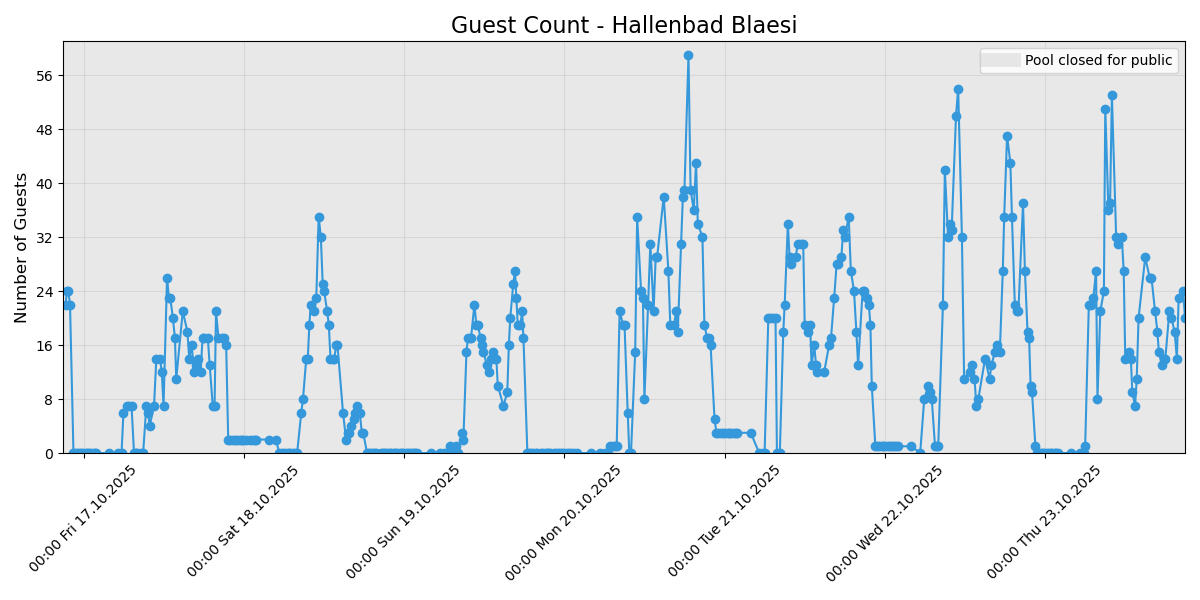 Guest Count - Hallenbad Blaesi
Pool closed for public
Number of Guests
56
48
40
32
24
16
8
0
00:00 Fri 17.10.2025
00:00 Sat 18.10.2025
00:00 Sun 19.10.2025
00:00 Mon 20.10.2025
00:00 Tue 21.10.2025
00:00 Wed 22.10.2025
00:00 Thu 23.10.2025